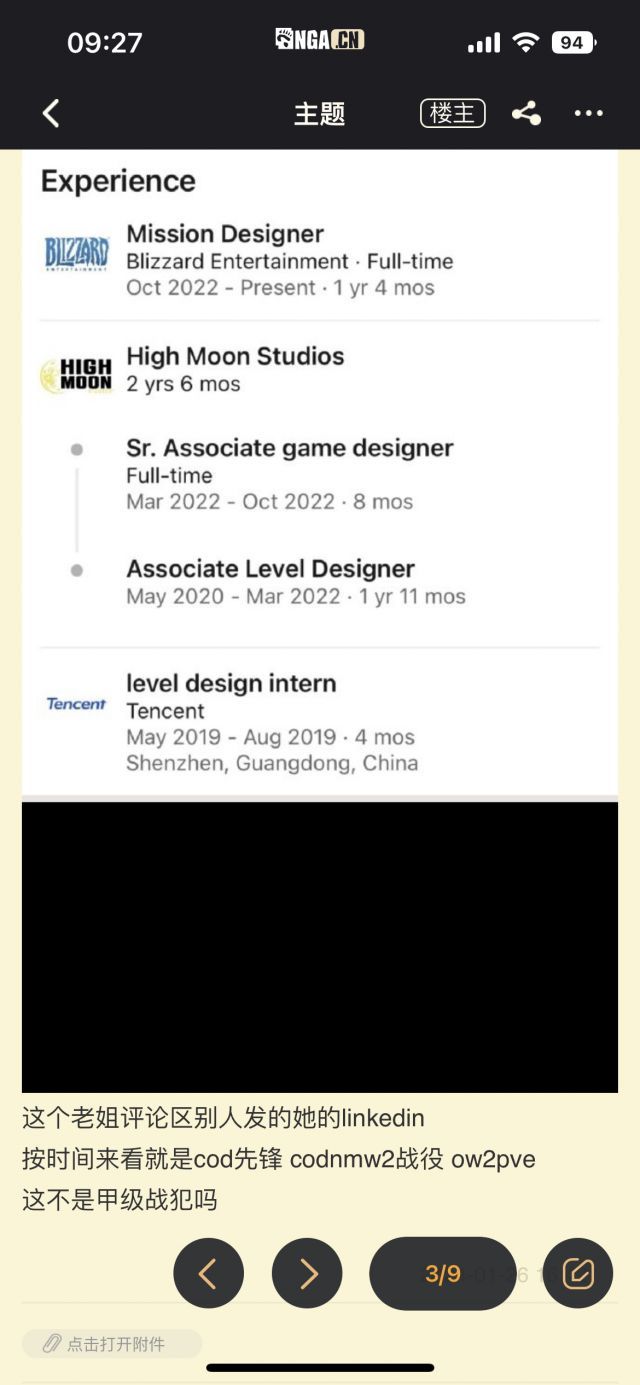 09:27
NGA.CN
94
主题
楼主
Experience
BLIZZARD
ENTERTAINMENT
Mission Designer
Blizzard Entertainment · Full-time
Oct 2022 - Present · 1 yr 4 mos
HIGH
MOON
High Moon Studios
2 yrs 6 mos
Sr. Associate game designer
Full-time
Mar 2022 - Oct 2022 · 8 mos
Associate Level Designer
May 2020 - Mar 2022 · 1 yr 11 mos
Tencent
level design intern
Tencent
May 2019 - Aug 2019 · 4 mos
Shenzhen, Guangdong, China
这个老姐评论区别人发的她的linkedin
按时间来看就是cod先锋 codnmw2战役 ow2pve
这不是甲级战犯吗
3/9
点击打开附件